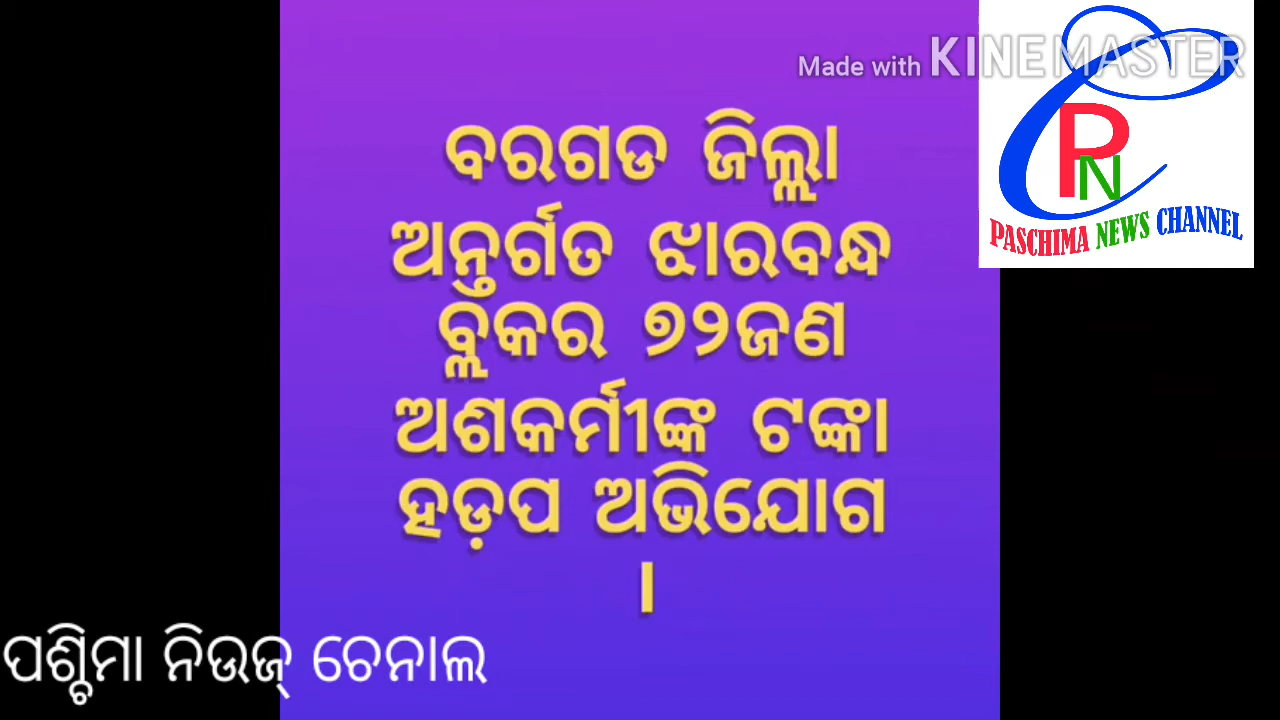 Made with KINEMASTER
PN
PASCHIMA NEWS CHANNEL
ବରଗଡ ଜିଲ୍ଲା
ଅନ୍ତର୍ଗତ ଝାରବନ୍ଧ
ବ୍ଲକର ୭୨ଜଣ
ଅଣକର୍ମୀଙ୍କ ଟଙ୍କା
ହଡ଼ପ ଅଭିଯୋଗ
।
ପଶ୍ଚିମା ନିଉଜ୍ ଚେନାଲ